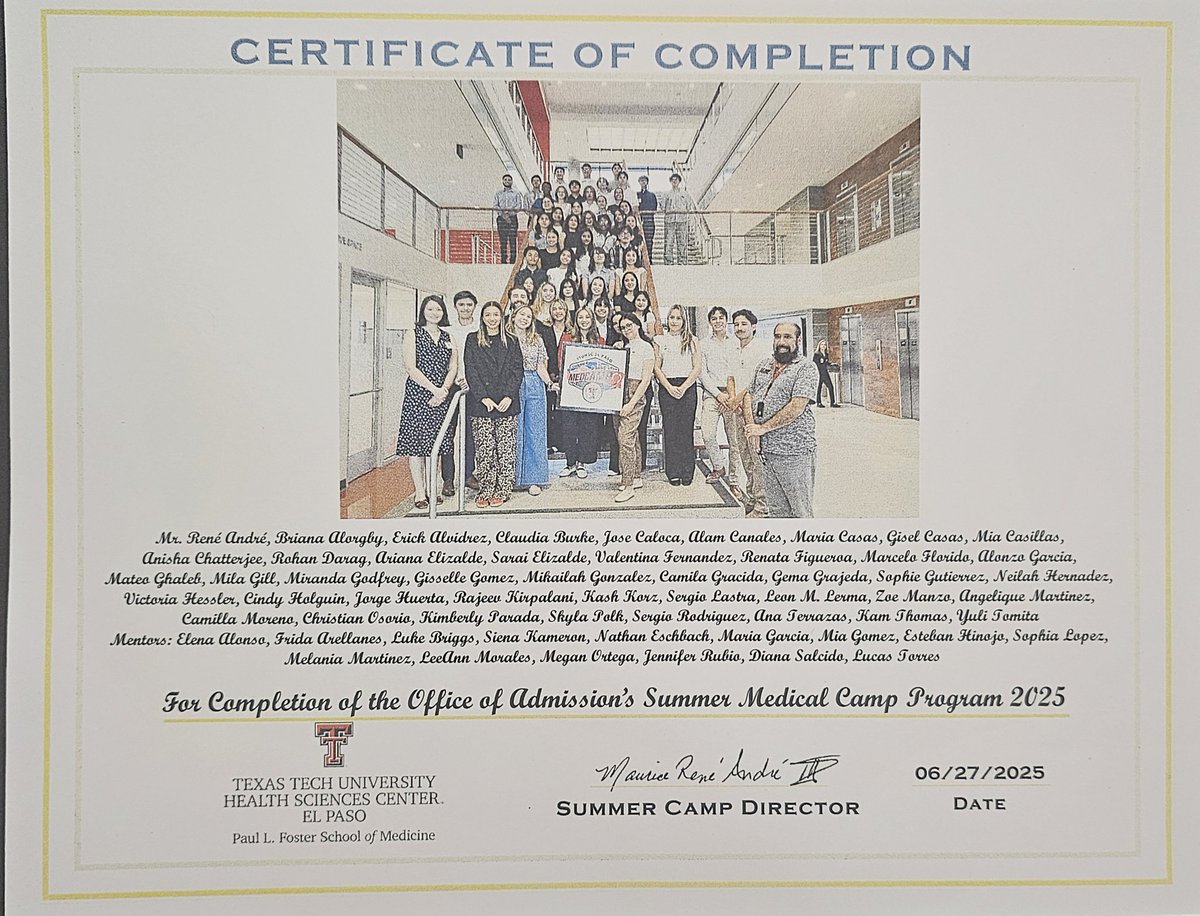 CERTIFICATE OF COMPLETION
MEDCAMP
Mr. René André, Briana Alorgby, Erick Alvidrez, Claudia Burke, Jose Caloca, Alam Canales, Maria Casas, Gisel Casas, Mia Casillas,
Anisha Chatterjee, Rohan Darag, Ariana Elizalde, Sarai Elizalde, Valentina Fernandez, Renata Figueroa, Marcelo Florido, Alonzo Garcia,
Mateo Ghaleb, Mila Gill, Miranda Godfrey, Gisselle Gomez, Mikailah Gonzalez, Camila Gracida, Gema Grajeda, Sophie Gutierrez, Neilah Hernadez,
Victoria Hessler, Cindy Holguin, Jorge Huerta, Rajeev Kirpalani, Kash Korz, Sergio Lastra, Leon M. Lerma, Zoe Manzo, Angelique Martinez,
Camilla Moreno, Christian Osorio, Kimberly Parada, Skyla Polk, Sergio Rodriguez, Ana Terrazas, Kam Thomas, Yuli Tomita
Mentors: Elena Alonso, Frida Arellanes, Luke Briggs, Siena Kameron, Nathan Eschbach, Maria Garcia, Mia Gomez, Esteban Hinojo, Sophia Lopez,
Melania Martinez, LeeAnn Morales, Megan Ortega, Jennifer Rubio, Diana Salcido, Lucas Torres
For Completion of the Office of Admission's Summer Medical Camp Program 2025
TEXAS TECH UNIVERSITY
HEALTH SCIENCES CENTER.
EL PASO
Paul L. Foster School of Medicine
Maurice René André III
SUMMER CAMP DIRECTOR
06/27/2025
DATE